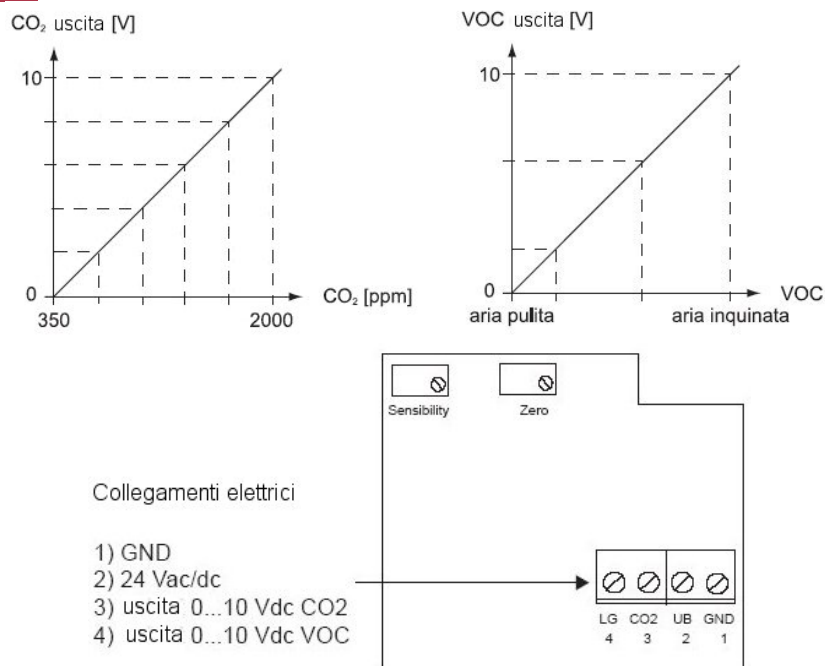 CO₂ uscita [V]
10
0
350
2000
CO₂ [ppm]
VOC uscita [V]
10
0
aria pulita
aria inquinata
VOC
Sensibility
Zero
Collegamenti elettrici
1) GND
2) 24 Vac/dc
3) uscita 0...10 Vdc CO2
4) uscita 0...10 Vdc VOC
LG CO2 UB GND
4 3 2 1